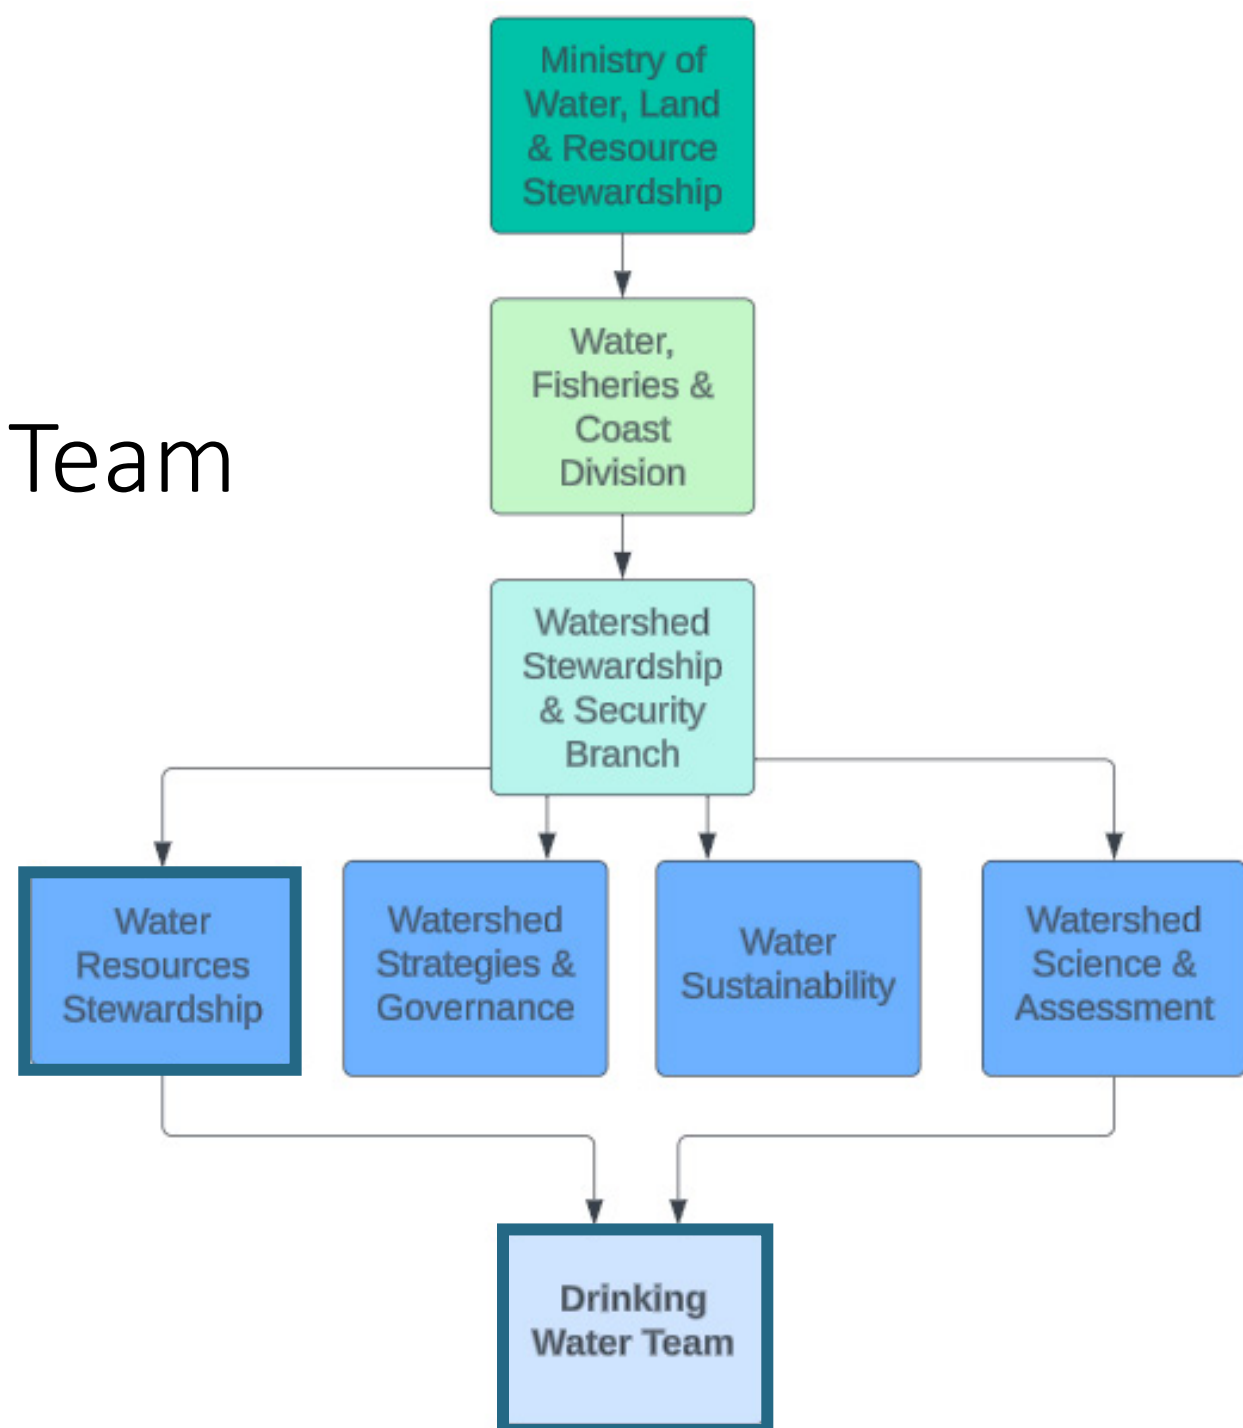 Ministry of
Water, Land
& Resource
Stewardship
Water,
Fisheries &
Coast
Division
Team
Watershed
Stewardship
& Security
Branch
Water
Resources
Stewardship
Watershed
Strategies &
Governance
Water
Sustainability
Watershed
Science &
Assessment
Drinking
Water Team